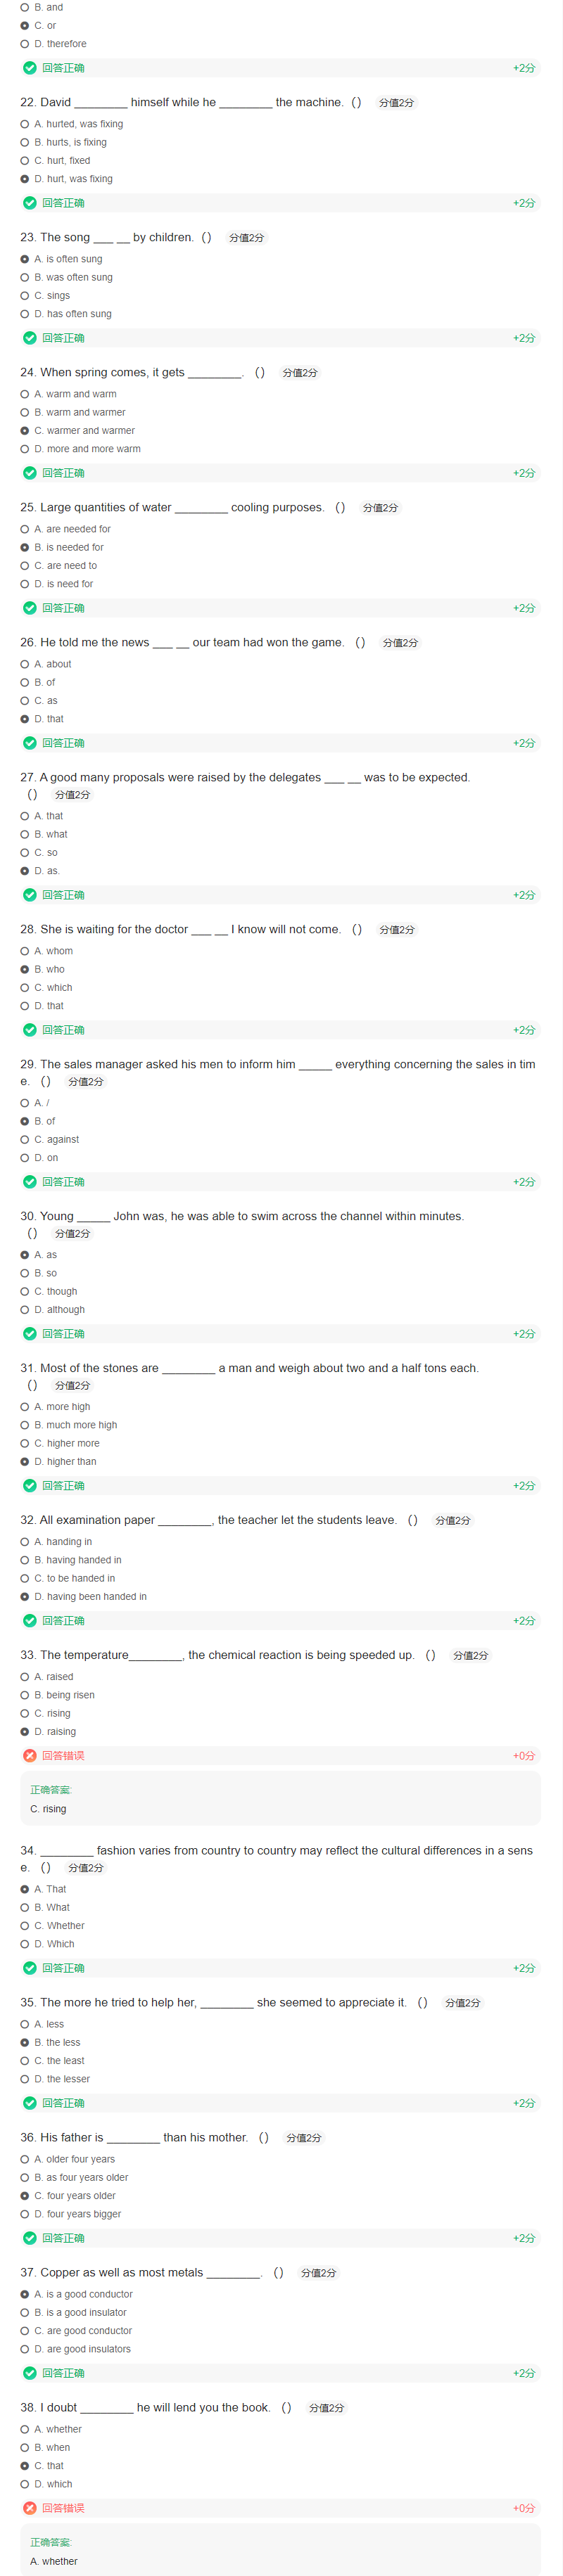 B. and
C. or
D. therefore
回答正确 +2分
22. David ________ himself while he ________ the machine.（） 分值2分
A. hurted, was fixing
B. hurts, is fixing
C. hurt, fixed
D. hurt, was fixing
回答正确 +2分
23. The song ___ __ by children.（） 分值2分
A. is often sung
B. was often sung
C. sings
D. has often sung
回答正确 +2分
24. When spring comes, it gets ________. （） 分值2分
A. warm and warm
B. warm and warmer
C. warmer and warmer
D. more and more warm
回答正确 +2分
25. Large quantities of water ________ cooling purposes. （） 分值2分
A. are needed for
B. is needed for
C. are need to
D. is need for
回答正确 +2分
26. He told me the news ___ __ our team had won the game. （） 分值2分
A. about
B. of
C. as
D. that
回答正确 +2分
27. A good many proposals were raised by the delegates ___ __ was to be expected.
（） 分值2分
A. that
B. what
C. so
D. as.
回答正确 +2分
28. She is waiting for the doctor ___ __ I know will not come. （） 分值2分
A. whom
B. who
C. which
D. that
回答正确 +2分
29. The sales manager asked his men to inform him _____ everything concerning the sales in tim
e. （） 分值2分
A. /
B. of
C. against
D. on
回答正确 +2分
30. Young _____ John was, he was able to swim across the channel within minutes.
（） 分值2分
A. as
B. so
C. though
D. although
回答正确 +2分
31. Most of the stones are ________ a man and weigh about two and a half tons each.
（） 分值2分
A. more high
B. much more high
C. higher more
D. higher than
回答正确 +2分
32. All examination paper ________, the teacher let the students leave. （） 分值2分
A. handing in
B. having handed in
C. to be handed in
D. having been handed in
回答正确 +2分
33. The temperature________, the chemical reaction is being speeded up. （） 分值2分
A. raised
B. being risen
C. rising
D. raising
回答错误 +0分
正确答案:
C. rising
34. ________ fashion varies from country to country may reflect the cultural differences in a sens
e. （） 分值2分
A. That
B. What
C. Whether
D. Which
回答正确 +2分
35. The more he tried to help her, ________ she seemed to appreciate it. （） 分值2分
A. less
B. the less
C. the least
D. the lesser
回答正确 +2分
36. His father is ________ than his mother. （） 分值2分
A. older four years
B. as four years older
C. four years older
D. four years bigger
回答正确 +2分
37. Copper as well as most metals ________. （） 分值2分
A. is a good conductor
B. is a good insulator
C. are good conductor
D. are good insulators
回答正确 +2分
38. I doubt ________ he will lend you the book. （） 分值2分
A. whether
B. when
C. that
D. which
回答错误 +0分
正确答案:
A. whether